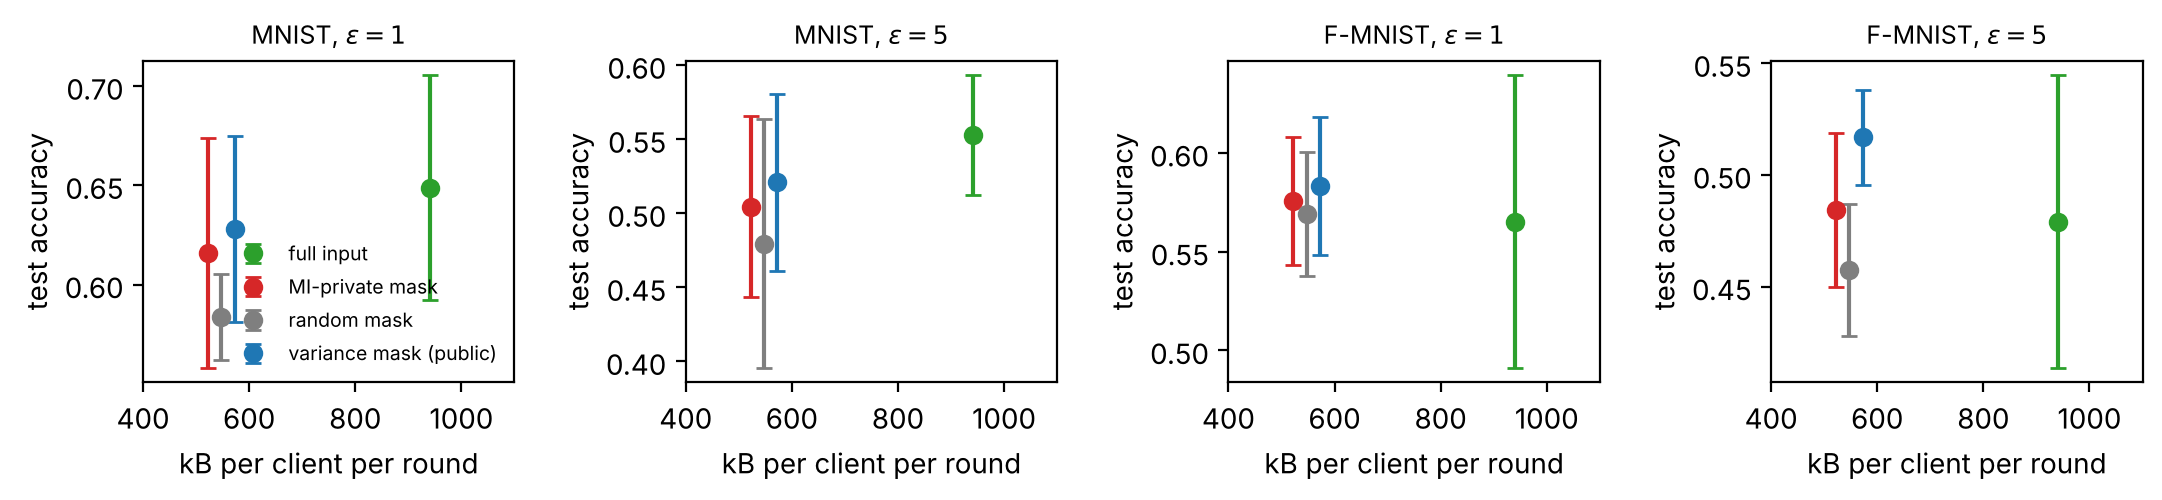 MNIST, ε = 1
test accuracy
0.70
0.65
0.60
full input
MI-private mask
random mask
variance mask (public)
400 600 800 1000
kB per client per round
MNIST, ε = 5
test accuracy
0.60
0.55
0.50
0.45
0.40
400 600 800 1000
kB per client per round
F-MNIST, ε = 1
test accuracy
0.60
0.55
0.50
400 600 800 1000
kB per client per round
F-MNIST, ε = 5
test accuracy
0.55
0.50
0.45
400 600 800 1000
kB per client per round